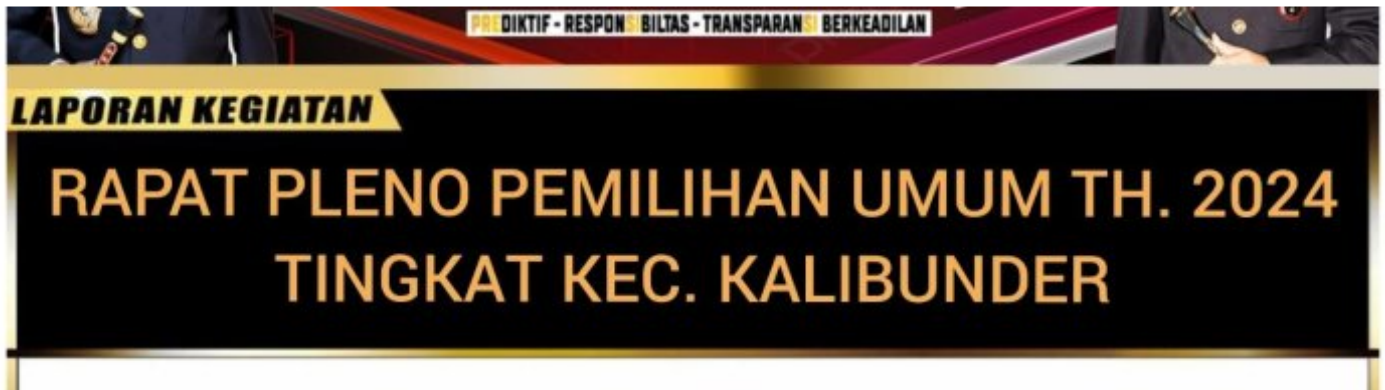 PREDIKTIF - RESPONSIBILTAS - TRANSPARANSI BERKEADILAN
LAPORAN KEGIATAN
RAPAT PLENO PEMILIHAN UMUM TH. 2024
TINGKAT KEC. KALIBUNDER